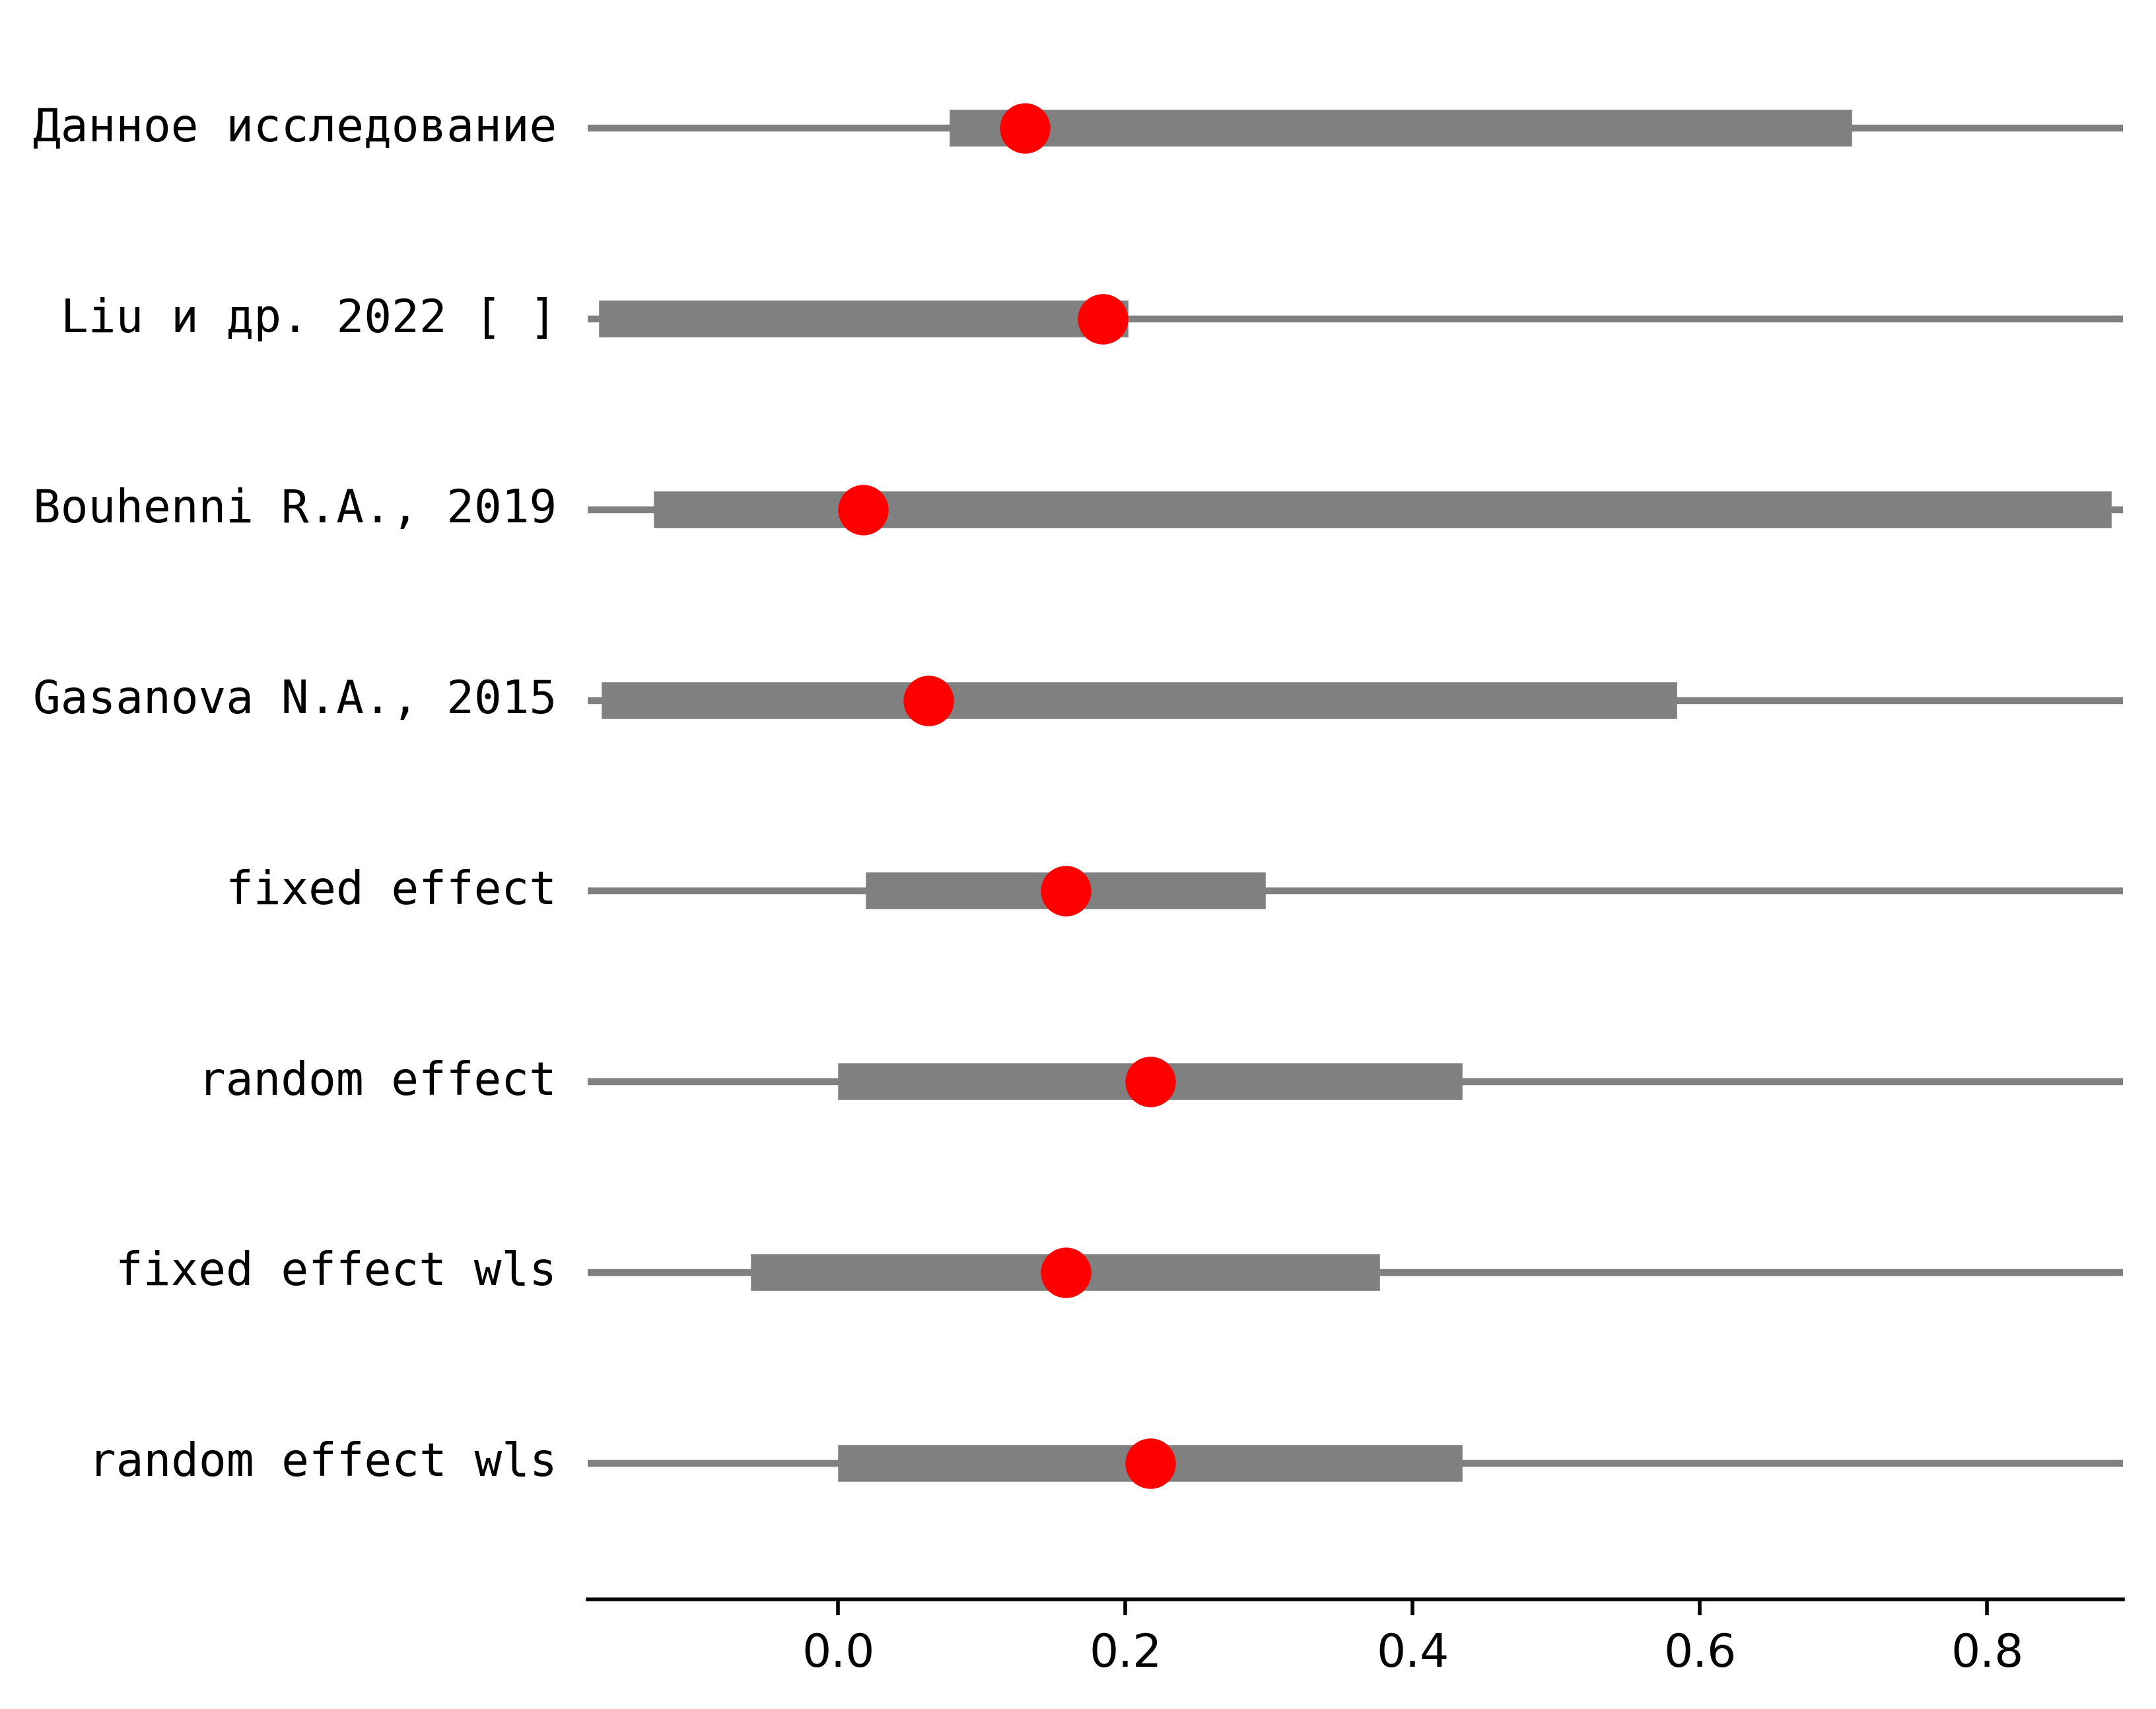 Данное исследование
Liu и др. 2022 [ ]
Bouhenni R.A., 2019
Gasanova N.A., 2015
fixed effect
random effect
fixed effect wls
random effect wls
0.0 0.2 0.4 0.6 0.8